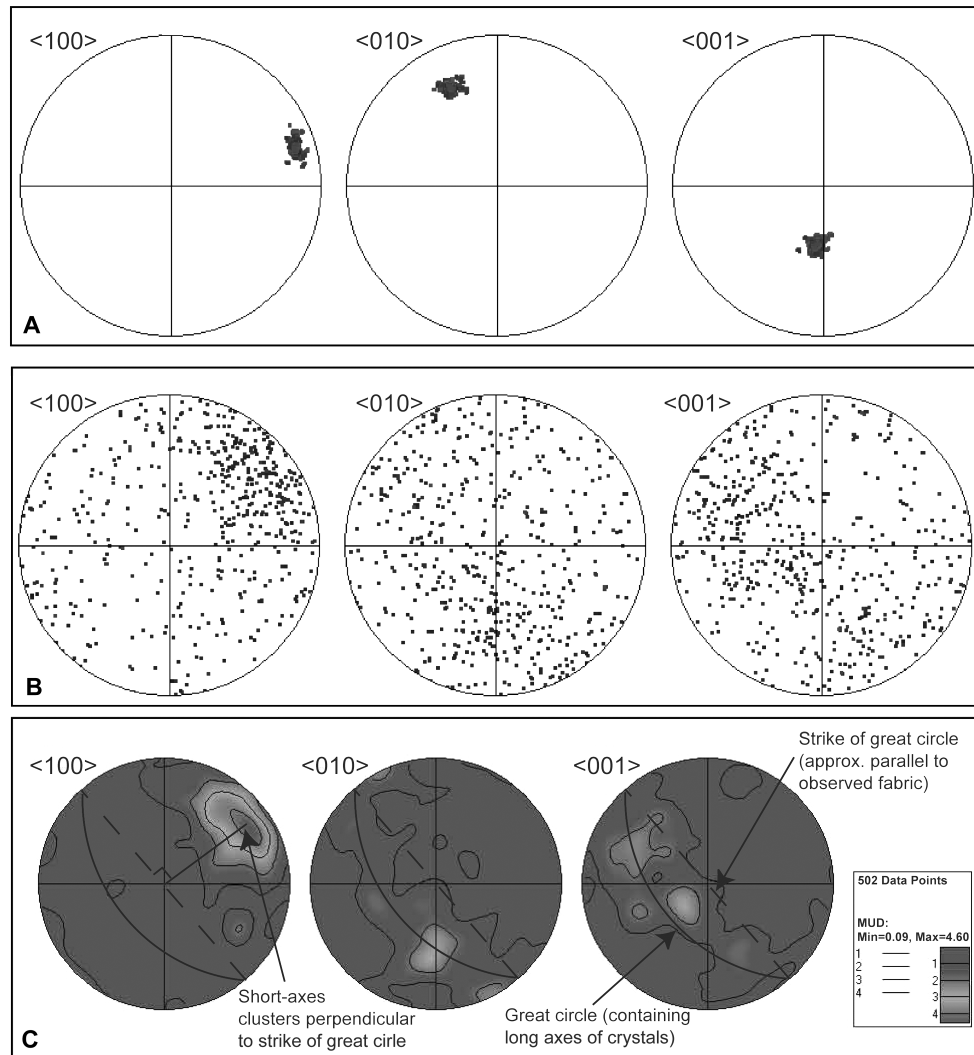 <100>
<010>
<001>
A
<100>
<010>
<001>
B
<100>
<010>
<001>
Strike of great circle
(approx. parallel to
observed fabric)
Short-axes
clusters perpendicular
to strike of great cirle
Great circle (containing
long axes of crystals)
502 Data Points
MUD:
Min=0.09, Max=4.60
1
2
3
4
1
2
3
4
C